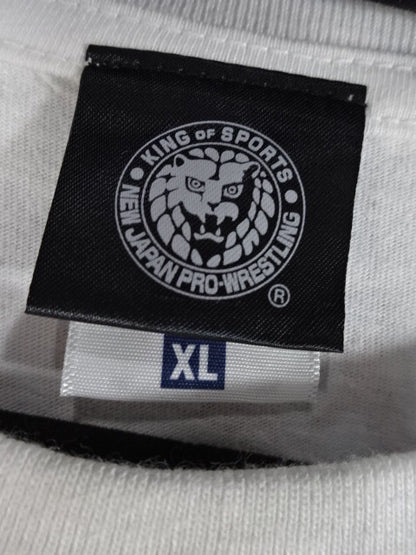 • KING OF SPORTS •
NEW JAPAN PRO-WRESTLING
®
XL